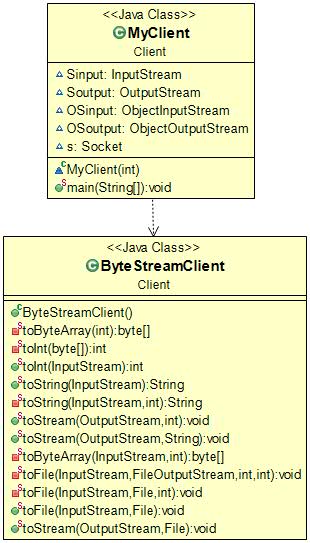 <<Java Class>>
MyClient
Client
Sinput: InputStream
Soutput: OutputStream
OSinput: ObjectInputStream
OSoutput: ObjectOutputStream
s: Socket
MyClient(int)
main(String[]):void
<<Java Class>>
ByteStreamClient
Client
ByteStreamClient()
toByteArray(int):byte[]
toInt(byte[]):int
toInt(InputStream):int
toString(InputStream):String
toString(InputStream,int):String
toStream(OutputStream,int):void
toStream(OutputStream,String):void
toByteArray(InputStream,int):byte[]
toFile(InputStream,FileOutputStream,int,int):void
toFile(InputStream,File,int):void
toFile(InputStream,File):void
toStream(OutputStream,File):void